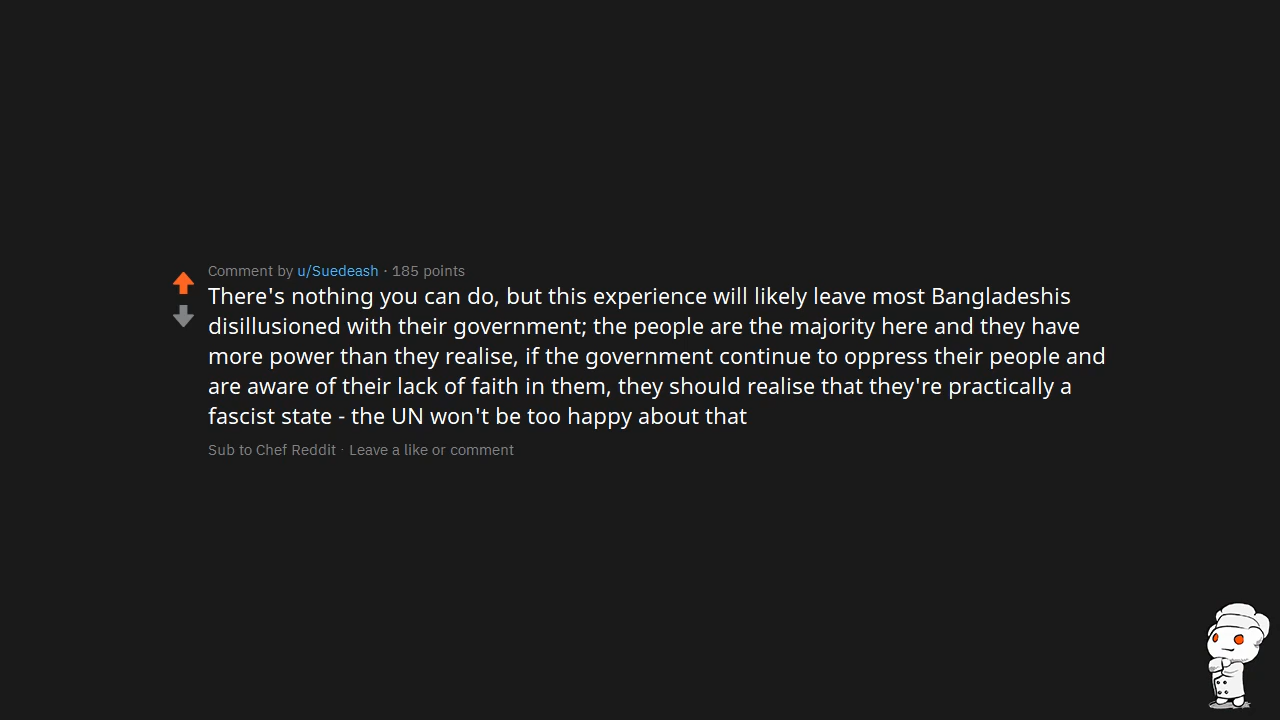 Comment by u/Suedeash · 185 points
There's nothing you can do, but this experience will likely leave most Bangladeshis
disillusioned with their government; the people are the majority here and they have
more power than they realise, if the government continue to oppress their people and
are aware of their lack of faith in them, they should realise that they're practically a
fascist state - the UN won't be too happy about that
Sub to Chef Reddit · Leave a like or comment